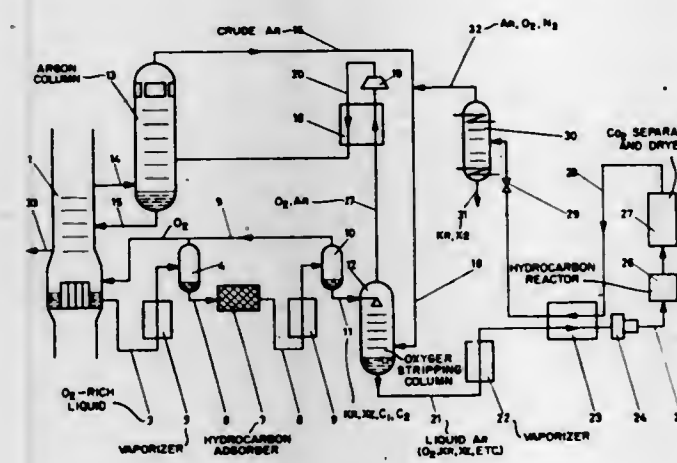 CRUDE Ar 16
32 Ar, O2, N2
ARGON
COLUMN 13
20
19
18
30
CO2 SEPARA
AND DRYE
1
14
33
15
O2
9
O2, Ar
17
28
31
Kr, Xe
29
27
10
12
HYDROCARBON
REACTOR
26
11
OXYGEN
STRIPPING
COLUMN
O2-RICH
LIQUID
3
VAPORIZER
6
HYDROCARBON
ADSORBER
7
8
9
Kr, Xe, C1, C2
21
LIQUID Ar
(O2, Kr, Xe, ETC.)
22
VAPORIZER
23
24